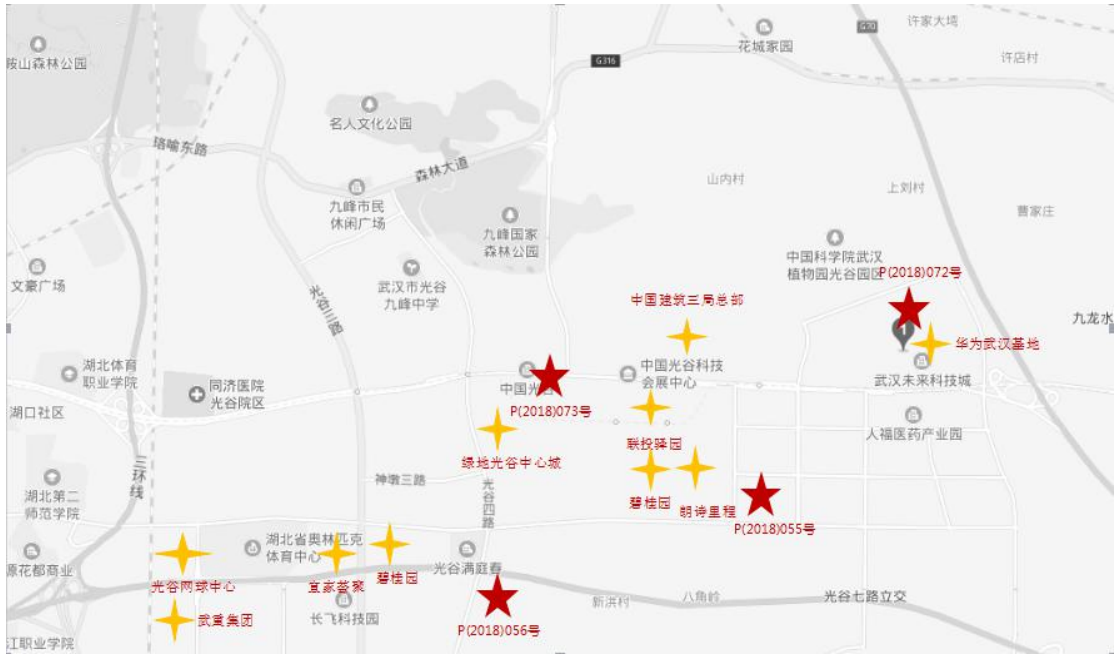 许家大塆
G70
花城家园
鞍山森林公园
许店村
G316
名人文化公园
珞喻东路
森林大道
山内村
上刘村
九峰市民
休闲广场
曹家庄
九峰国家
森林公园
中国科学院武汉
植物园光谷园区
P(2018)072号
文豪广场
武汉市光谷
九峰中学
光谷三路
中国建筑三局总部
九龙水
1
华为武汉基地
湖北体育
职业学院
同济医院
光谷院区
中国光谷
中国光谷科技
会展中心
武汉未来科技城
湖口社区
P(2018)073号
联投驿园
人福医药产业园
绿地光谷中心城
三环线
神墩三路
光谷四路
湖北第二
师范学院
碧桂园
朗诗里程
P(2018)055号
湖北省奥林匹克
体育中心
源花都商业
光谷网球中心
宜家荟聚
碧桂园
光谷满庭春
新洪村
八角岭
光谷七路立交
武重集团
长飞科技园
P(2018)056号
江职业学院